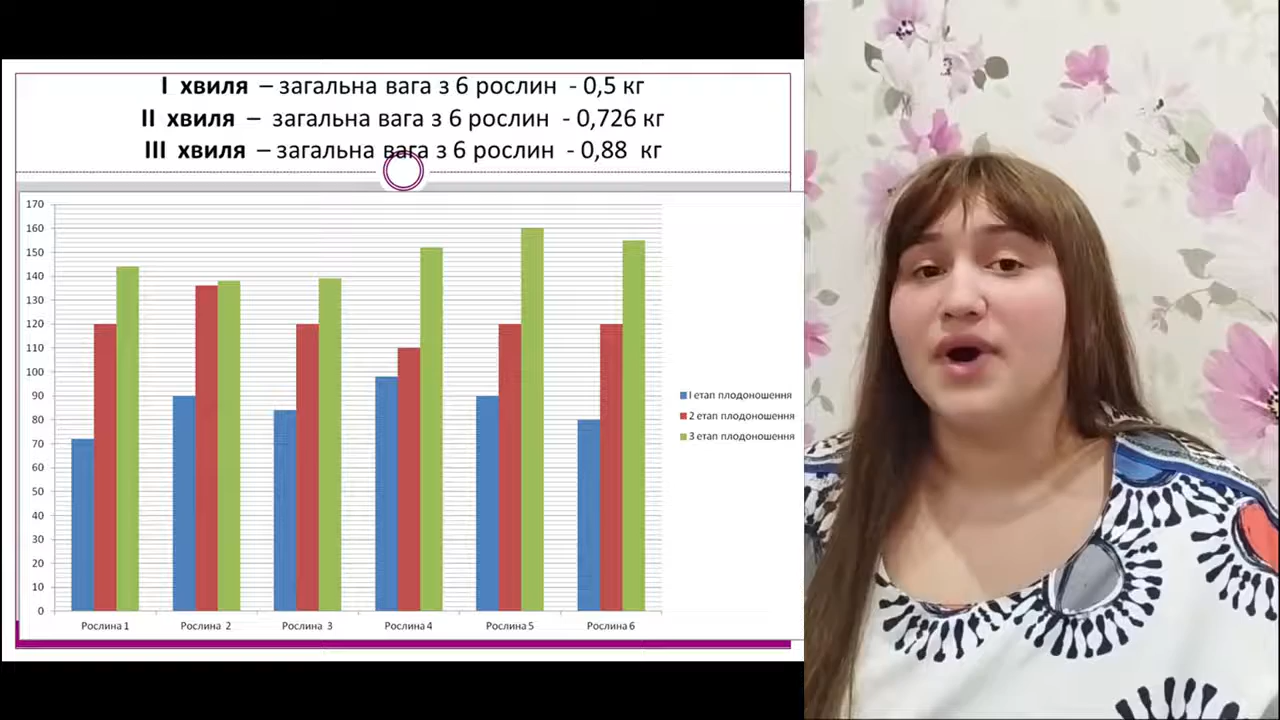 I хвиля – загальна вага з 6 рослин - 0,5 кг
II хвиля – загальна вага з 6 рослин - 0,726 кг
III хвиля – загальна вага з 6 рослин - 0,88 кг
170
160
150
140
130
120
110
100
90
80
70
60
50
40
30
20
10
0
Рослина 1 Рослина 2 Рослина 3 Рослина 4 Рослина 5 Рослина 6
I етап плодоношення
2 етап плодоношення
3 етап плодоношення